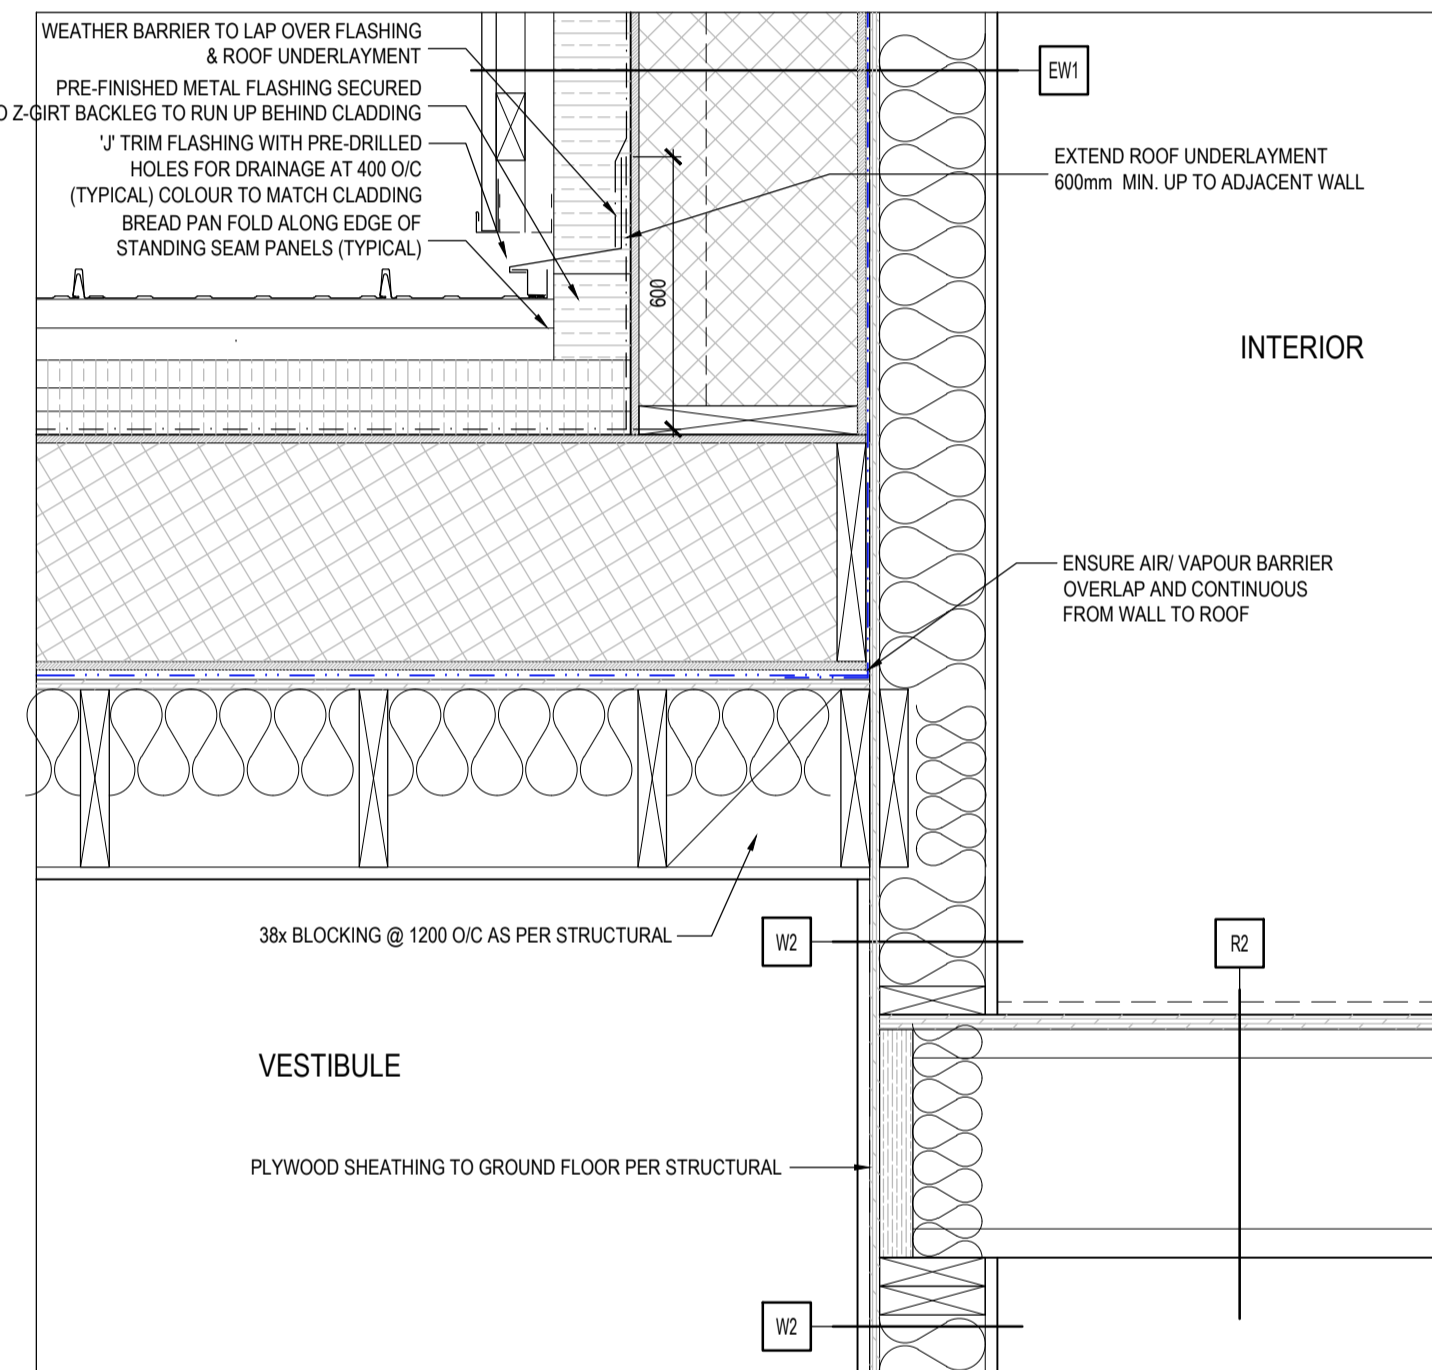 WEATHER BARRIER TO LAP OVER FLASHING
& ROOF UNDERLAYMENT
PRE-FINISHED METAL FLASHING SECURED
Z-GIRT BACKLEG TO RUN UP BEHIND CLADDING
'J' TRIM FLASHING WITH PRE-DRILLED
HOLES FOR DRAINAGE AT 400 O/C
(TYPICAL) COLOUR TO MATCH CLADDING
BREAD PAN FOLD ALONG EDGE OF
STANDING SEAM PANELS (TYPICAL)
EW1
EXTEND ROOF UNDERLAYMENT
600mm MIN. UP TO ADJACENT WALL
600
INTERIOR
ENSURE AIR/ VAPOUR BARRIER
OVERLAP AND CONTINUOUS
FROM WALL TO ROOF
38x BLOCKING @ 1200 O/C AS PER STRUCTURAL
W2
R2
VESTIBULE
PLYWOOD SHEATHING TO GROUND FLOOR PER STRUCTURAL
W2